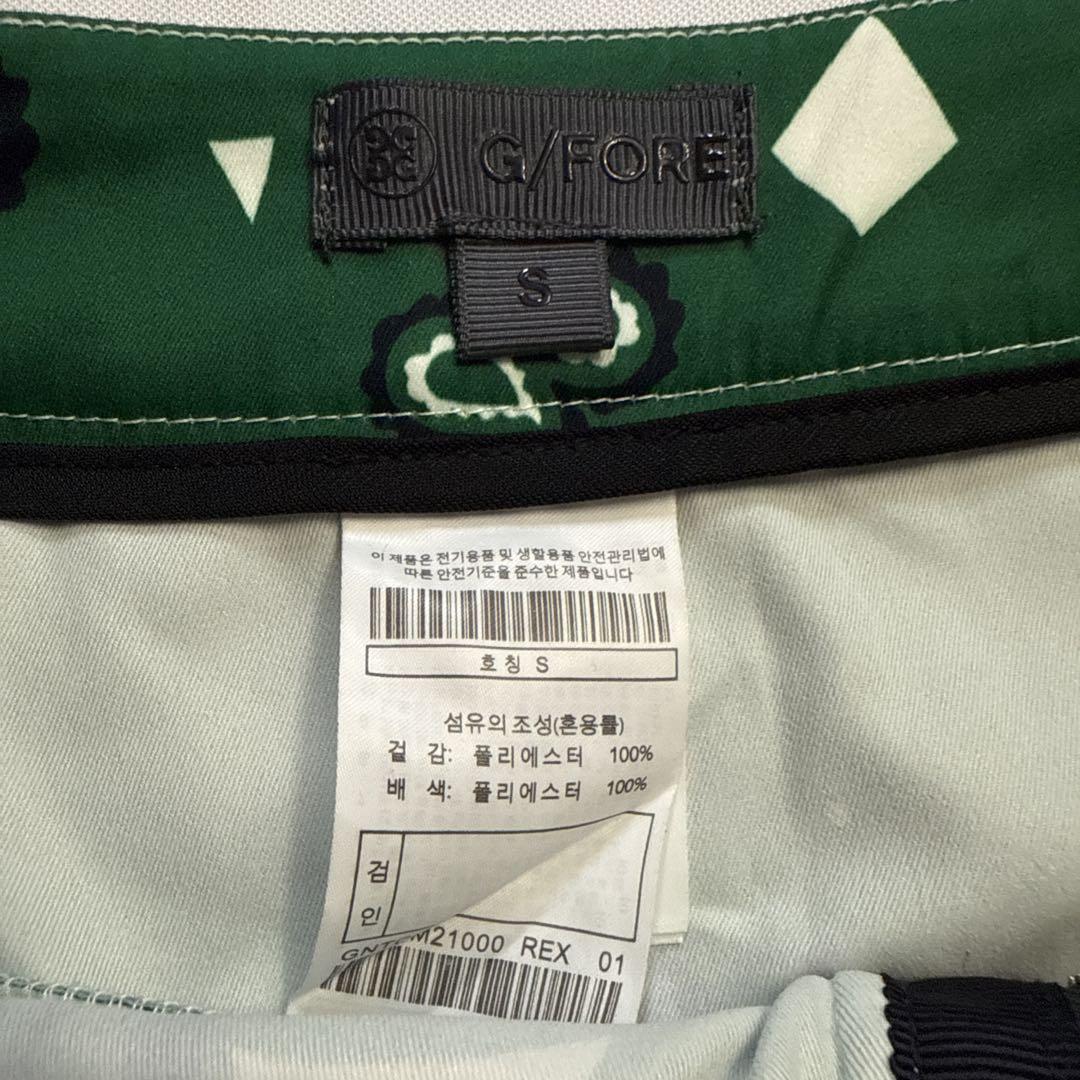 G/FORE
S
이 제품은 전기용품 및 생활용품 안전관리법에
따른 안전기준을 준수한 제품입니다
호칭 S
섬유의 조성(혼용률)
겉 감: 폴리에스터 100%
배 색: 폴리에스터 100%
검
인
REX 01